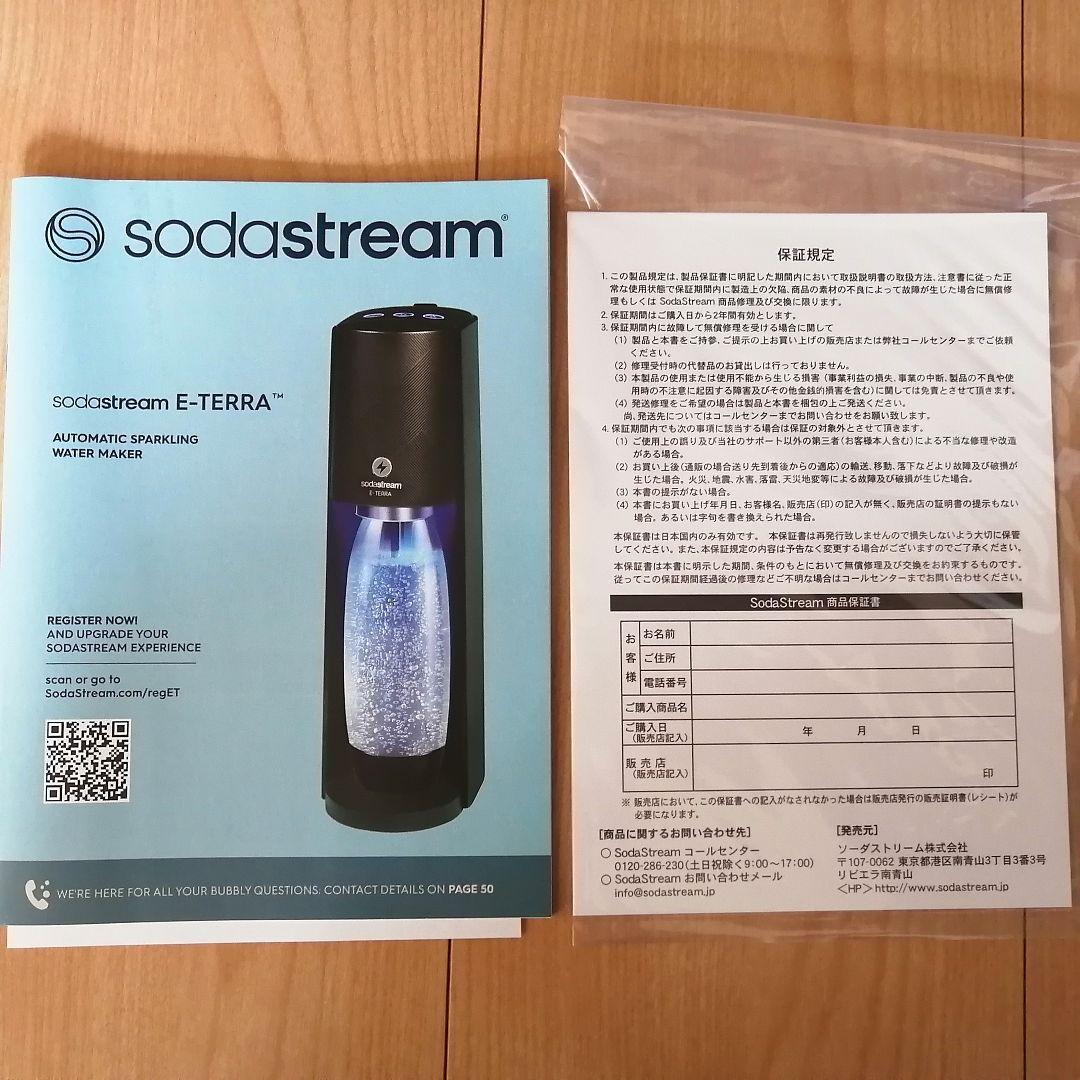 sodastream®
sodastream E-TERRA™
AUTOMATIC SPARKLING
WATER MAKER
sodastream
E-TERRA
REGISTER NOW!
AND UPGRADE YOUR
SODASTREAM EXPERIENCE
scan or go to
SodaStream.com/regET
WE'RE HERE FOR ALL YOUR BUBBLY QUESTIONS: CONTACT DETAILS ON PAGE 50
保証規定
1. この製品規定は、製品保証書に明記した期間内において取扱説明書の取扱方法、注意書に従った正
常な使用状態で保証期間内に製造上の欠陥、商品の素材の不良によって故障が生じた場合に無償修
理もしくは SodaStream 商品修理及び交換に限ります。
2. 保証期間はご購入日から2年間有効とします。
3. 保証期間内に故障して無償修理を受ける場合に関して
(1) 製品と本書をご持参、ご提示の上お買い上げの販売店または弊社コールセンターまでご依頼
ください。
(2) 修理受付時の代替品のお貸出しは行っておりません。
(3) 本製品の使用または使用不能から生じる損害(事業利益の損失、事業の中断、製品の不良や使
用時の不注意に起因する障害及びその他金銭的損害を含む)に関しては免責とさせて頂きます。
(4) 発送修理をご希望の場合は製品と本書を梱包の上ご発送ください。
尚、発送先についてはコールセンターまでお問い合わせをお願い致します。
4. 保証期間内でも次の事項に該当する場合は保証の対象外とさせて頂きます。
(1) ご使用上の誤り及び当社のサポート以外の第三者(お客様本人含む)による不当な修理や改造
がある場合。
(2) お買い上後(通販の場合送り先到着後からの適応)の輸送、移動、落下などより故障及び破損が
生じた場合。火災、地震、水害、落雷、天災地変等による故障及び破損が生じた場合。
(3) 本書の提示がない場合。
(4) 本書にお買い上げ年月日、お客様名、販売店(印)の記入が無く、販売店の証明書の提示もない
場合。あるいは字句を書き換えられた場合。
本保証書は日本国内のみ有効です。 本保証書は再発行致しませんので損失しないよう大切に保管
してください。また、本保証規定の内容は予告なく変更する場合がございますのでご了承ください。
本保証書は本書に明示した期間、条件のもとにおいて無償修理及び交換をお約束するものです。
従ってこの保証期間経過後の修理などご不明な場合はコールセンターまでお問い合わせください。
SodaStream 商品保証書
お客様
お名前
ご住所
電話番号
ご購入商品名
ご購入日
(販売店記入)
年 月 日
販売店
(販売店記入)
印
※ 販売店において、この保証書への記入がなされなかった場合は販売店発行の販売証明書(レシート)が
必要になります。
[商品に関するお問い合わせ先]
○ SodaStream コールセンター
0120-286-230(土日祝除く9:00~17:00)
○ SodaStream お問い合わせメール
info@sodastream.jp
[発売元]
ソーダストリーム株式会社
〒107-0062 東京都港区南青山3丁目3番3号
リビエラ南青山
<HP>http://www.sodastream.jp